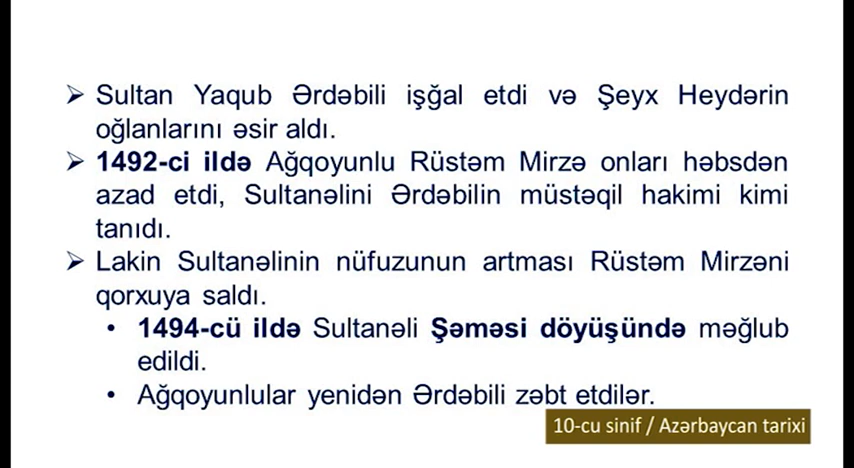 ➢ Sultan Yaqub Ərdəbili işğal etdi və Şeyx Heydərin
oğlanlarını əsir aldı.
➢ 1492-ci ildə Ağqoyunlu Rüstəm Mirzə onları həbsdən
azad etdi, Sultanəlini Ərdəbilin müstəqil hakimi kimi
tanıdı.
➢ Lakin Sultanəlinin nüfuzunun artması Rüstəm Mirzəni
qorxuya saldı.
• 1494-cü ildə Sultanəli Şəməsi döyüşündə məğlub
edildi.
• Ağqoyunlular yenidən Ərdəbili zəbt etdilər.
10-cu sinif / Azərbaycan tarixi